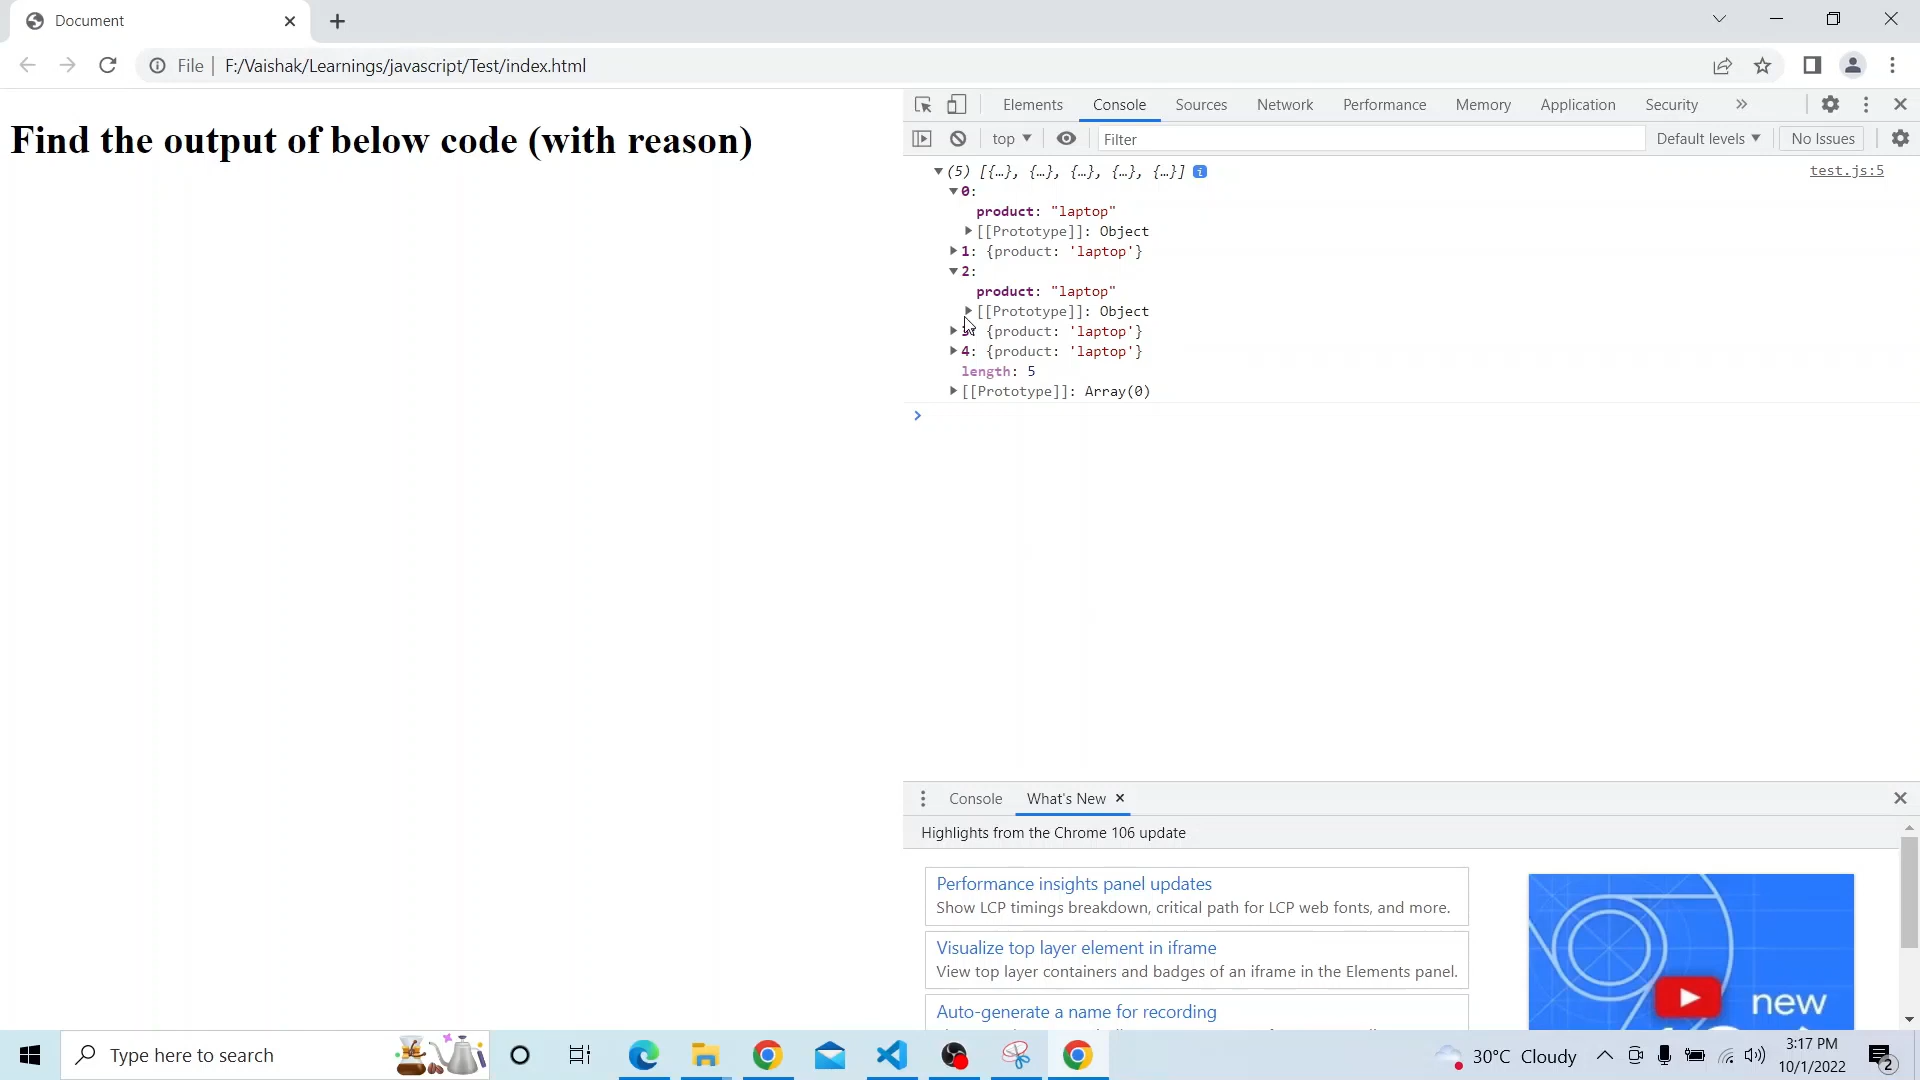 Document
File | F:/Vaishak/Learnings/javascript/Test/index.html
Find the output of below code (with reason)
Elements Console Sources Network Performance Memory Application Security »
top Filter Default levels No Issues
(5) [{…}, {…}, {…}, {…}, {…}] i test.js:5
0:
product: "laptop"
[[Prototype]]: Object
1: {product: 'laptop'}
2:
product: "laptop"
[[Prototype]]: Object
{product: 'laptop'}
4: {product: 'laptop'}
length: 5
[[Prototype]]: Array(0)
Console What's New
Highlights from the Chrome 106 update
Performance insights panel updates
Show LCP timings breakdown, critical path for LCP web fonts, and more.
Visualize top layer element in iframe
View top layer containers and badges of an iframe in the Elements panel.
Auto-generate a name for recording
new
Type here to search
30°C Cloudy
3:17 PM
10/1/2022
2